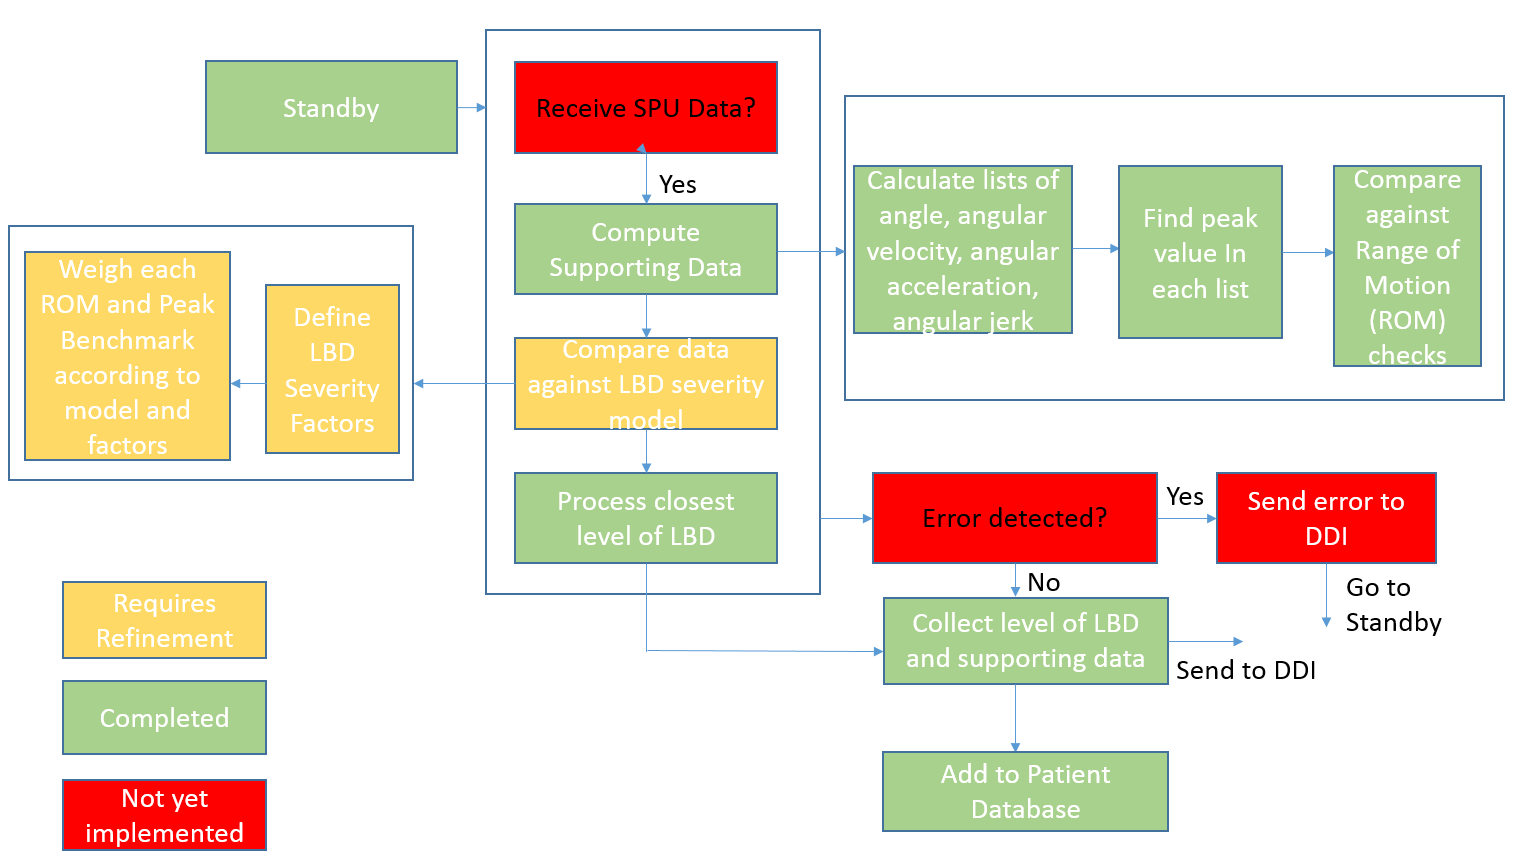 Standby
Receive SPU Data?
Yes
Compute
Supporting Data
Calculate lists of
angle, angular
velocity, angular
acceleration,
angular jerk
Find peak
value In
each list
Compare
against
Range of
Motion
(ROM)
checks
Weigh each
ROM and Peak
Benchmark
according to
model and
factors
Define
LBD
Severity
Factors
Compare data
against LBD severity
model
Process closest
level of LBD
Error detected?
Yes
Send error to
DDI
No
Go to
Standby
Collect level of LBD
and supporting data
Send to DDI
Add to Patient
Database
Requires
Refinement
Completed
Not yet
implemented